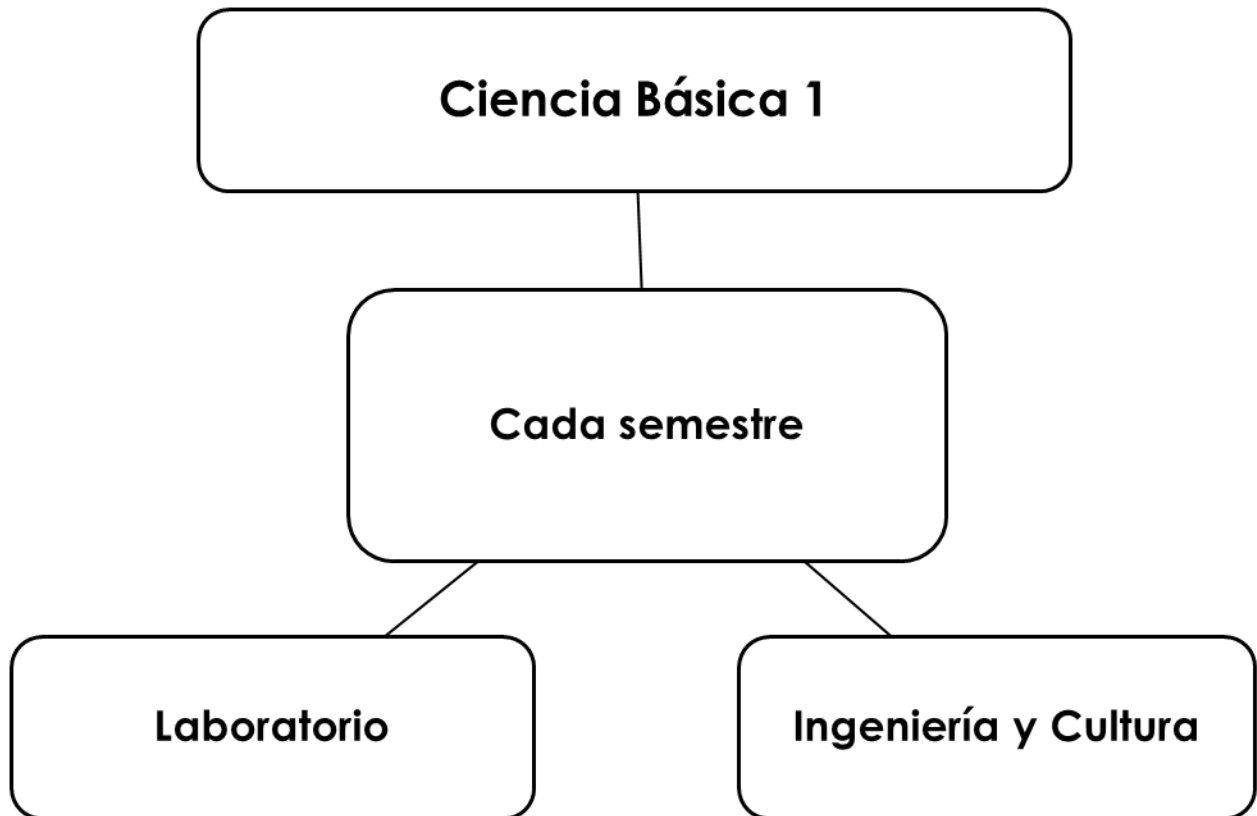 Ciencia Básica 1
Cada semestre
Laboratorio
Ingeniería y Cultura